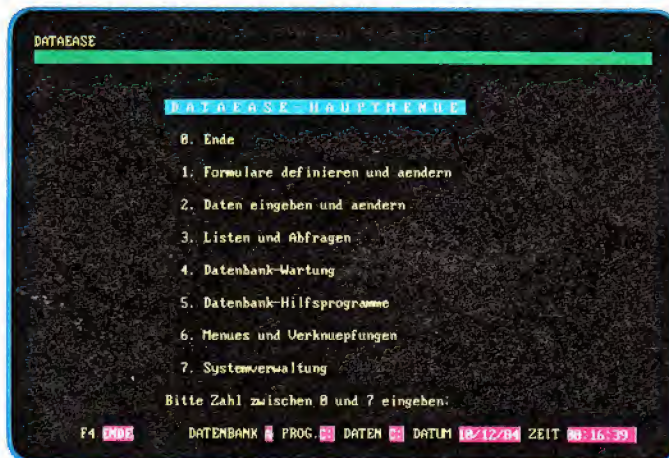 DATAEASE
DATAEASE-HAUPTMENUE
0. Ende
1. Formulare definieren und aendern
2. Daten eingeben und aendern
3. Listen und Abfragen
4. Datenbank-Wartung
5. Datenbank-Hilfsprogramme
6. Menues und Verknuepfungen
7. Systemverwaltung
Bitte Zahl zwischen 0 und 7 eingeben:
F4 ENDE DATENBANK A PROG.C: DATEN C: DATUM 10/12/84 ZEIT 00:16:39